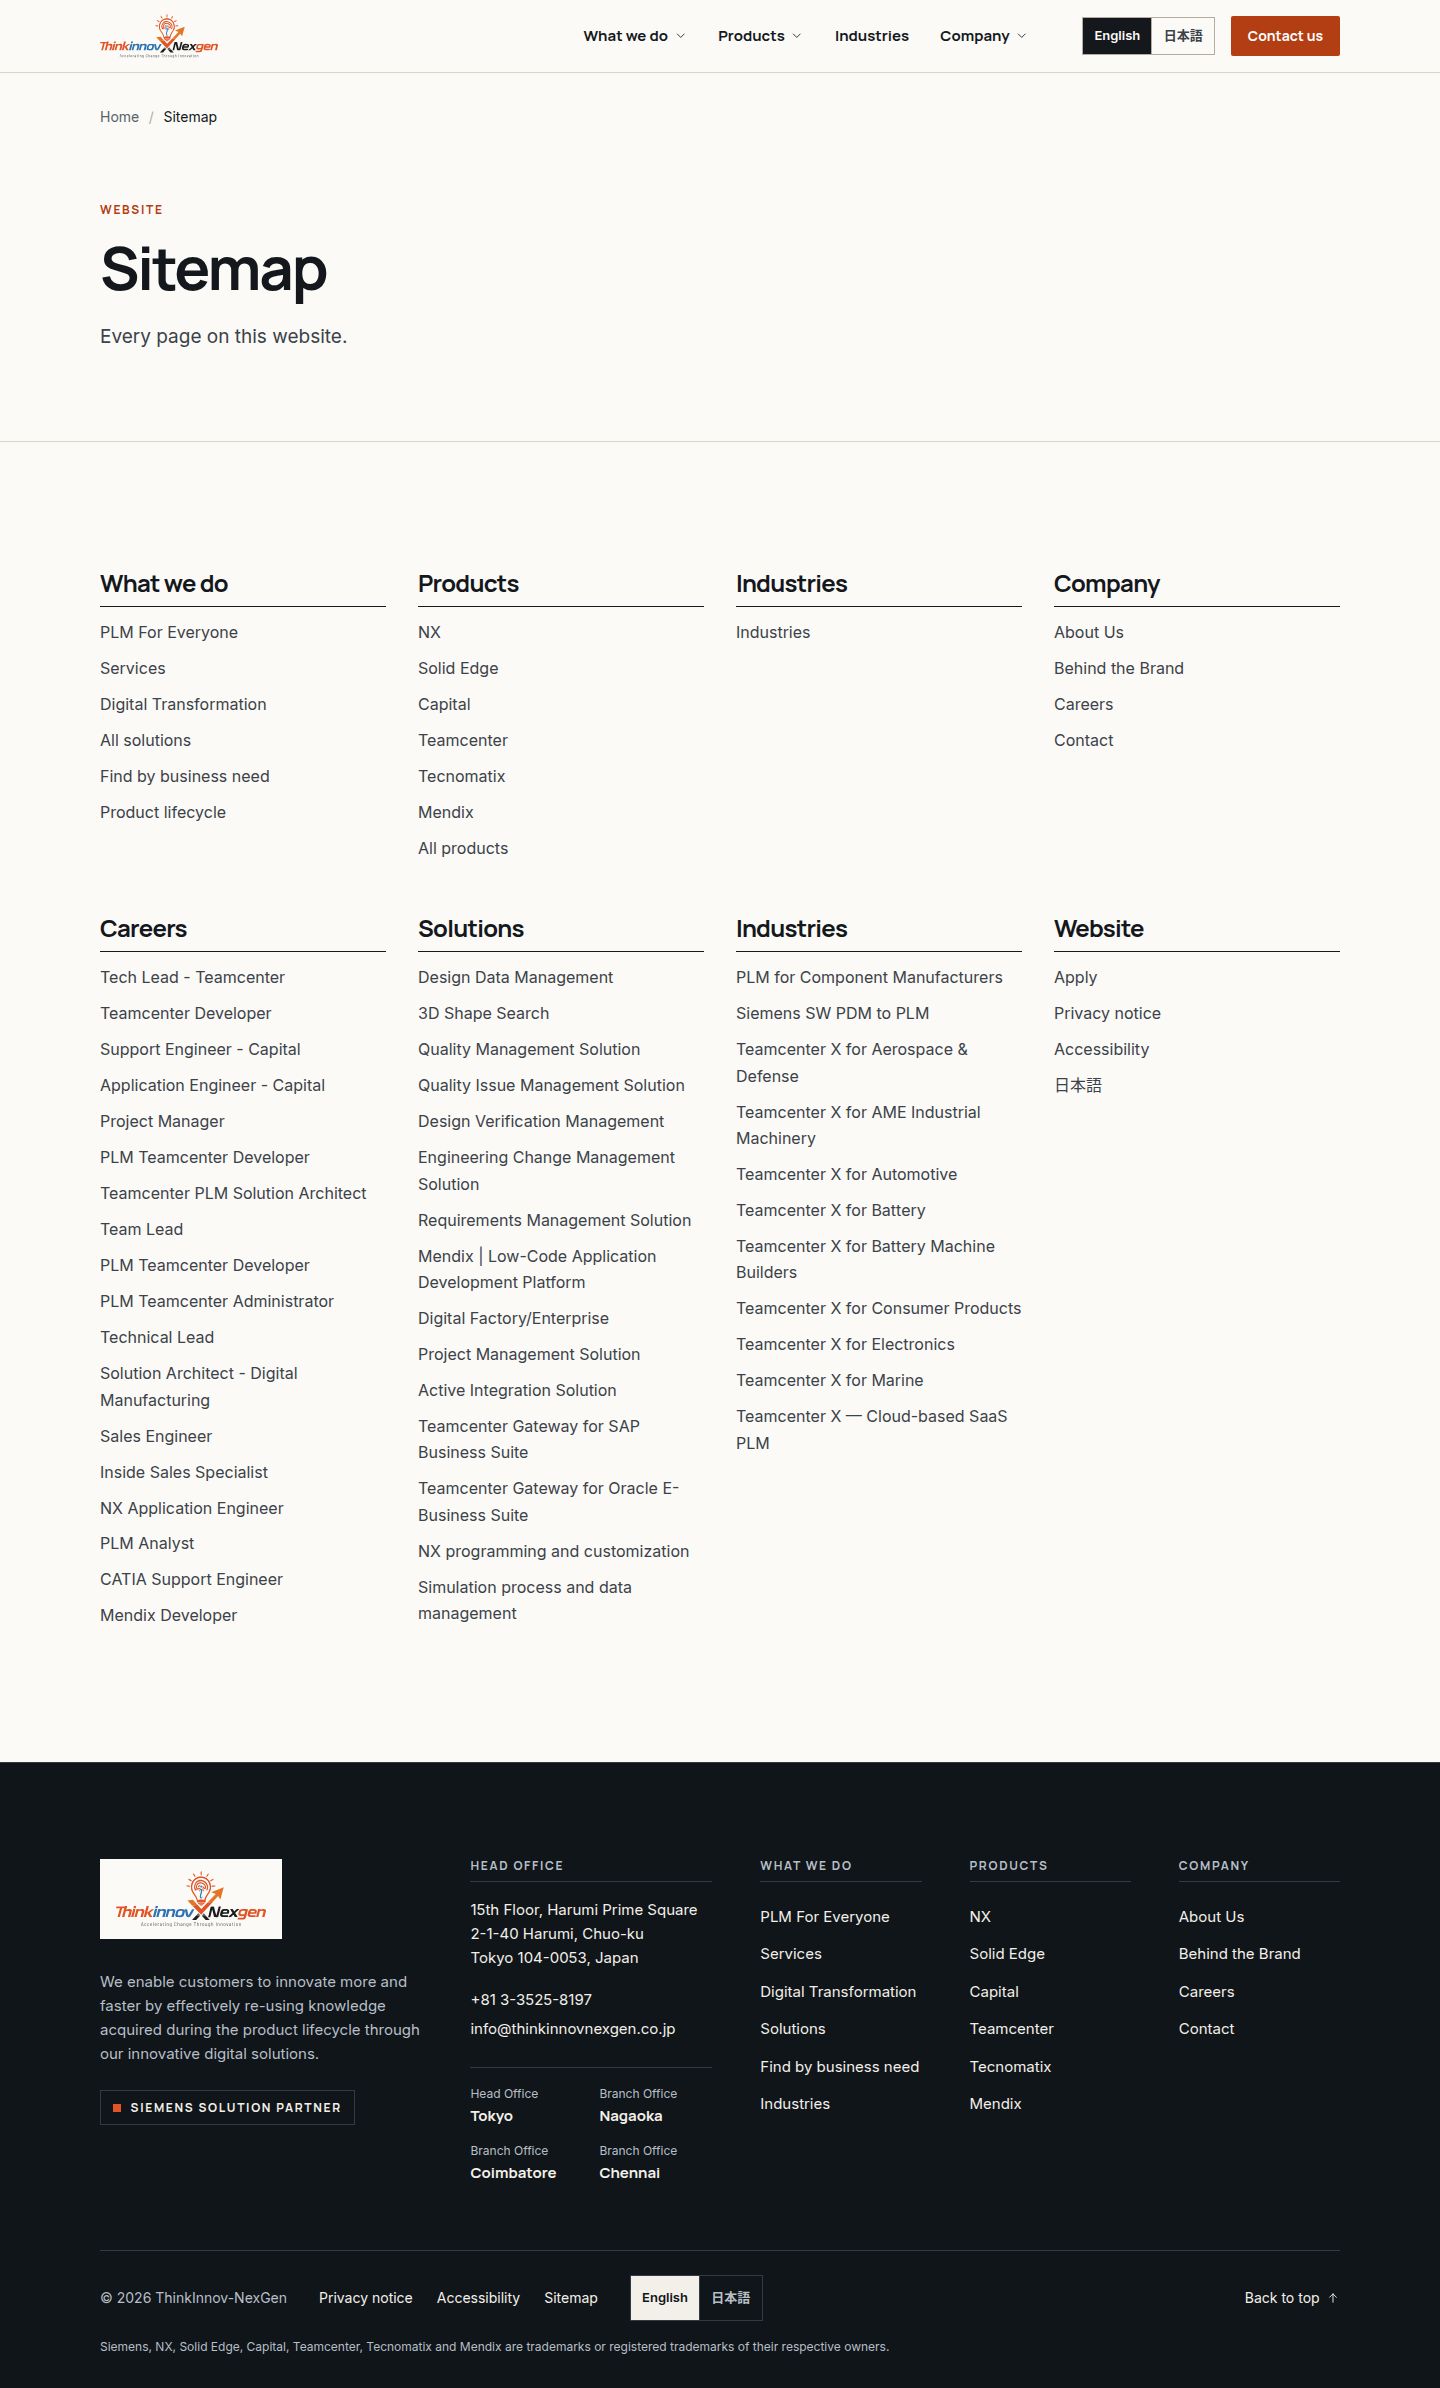 ThinkinnovXNexgen
Accelerating Change Through Innovation
What we do
Products
Industries
Company
English
日本語
Contact us
Home / Sitemap
WEBSITE
Sitemap
Every page on this website.
What we do
PLM For Everyone
Services
Digital Transformation
All solutions
Find by business need
Product lifecycle
Products
NX
Solid Edge
Capital
Teamcenter
Tecnomatix
Mendix
All products
Industries
Industries
Company
About Us
Behind the Brand
Careers
Contact
Careers
Tech Lead - Teamcenter
Teamcenter Developer
Support Engineer - Capital
Application Engineer - Capital
Project Manager
PLM Teamcenter Developer
Teamcenter PLM Solution Architect
Team Lead
PLM Teamcenter Developer
PLM Teamcenter Administrator
Technical Lead
Solution Architect - Digital
Manufacturing
Sales Engineer
Inside Sales Specialist
NX Application Engineer
PLM Analyst
CATIA Support Engineer
Mendix Developer
Solutions
Design Data Management
3D Shape Search
Quality Management Solution
Quality Issue Management Solution
Design Verification Management
Engineering Change Management
Solution
Requirements Management Solution
Mendix | Low-Code Application
Development Platform
Digital Factory/Enterprise
Project Management Solution
Active Integration Solution
Teamcenter Gateway for SAP
Business Suite
Teamcenter Gateway for Oracle E-
Business Suite
NX programming and customization
Simulation process and data
management
Industries
PLM for Component Manufacturers
Siemens SW PDM to PLM
Teamcenter X for Aerospace &
Defense
Teamcenter X for AME Industrial
Machinery
Teamcenter X for Automotive
Teamcenter X for Battery
Teamcenter X for Battery Machine
Builders
Teamcenter X for Consumer Products
Teamcenter X for Electronics
Teamcenter X for Marine
Teamcenter X — Cloud-based SaaS
PLM
Website
Apply
Privacy notice
Accessibility
日本語
ThinkinnovXNexgen
Accelerating Change Through Innovation
We enable customers to innovate more and
faster by effectively re-using knowledge
acquired during the product lifecycle through
our innovative digital solutions.
SIEMENS SOLUTION PARTNER
HEAD OFFICE
15th Floor, Harumi Prime Square
2-1-40 Harumi, Chuo-ku
Tokyo 104-0053, Japan
+81 3-3525-8197
info@thinkinnovnexgen.co.jp
Head Office
Tokyo
Branch Office
Nagaoka
Branch Office
Coimbatore
Branch Office
Chennai
WHAT WE DO
PLM For Everyone
Services
Digital Transformation
Solutions
Find by business need
Industries
PRODUCTS
NX
Solid Edge
Capital
Teamcenter
Tecnomatix
Mendix
COMPANY
About Us
Behind the Brand
Careers
Contact
© 2026 ThinkInnov-NexGen
Privacy notice
Accessibility
Sitemap
English
日本語
Back to top ↑
Siemens, NX, Solid Edge, Capital, Teamcenter, Tecnomatix and Mendix are trademarks or registered trademarks of their respective owners.